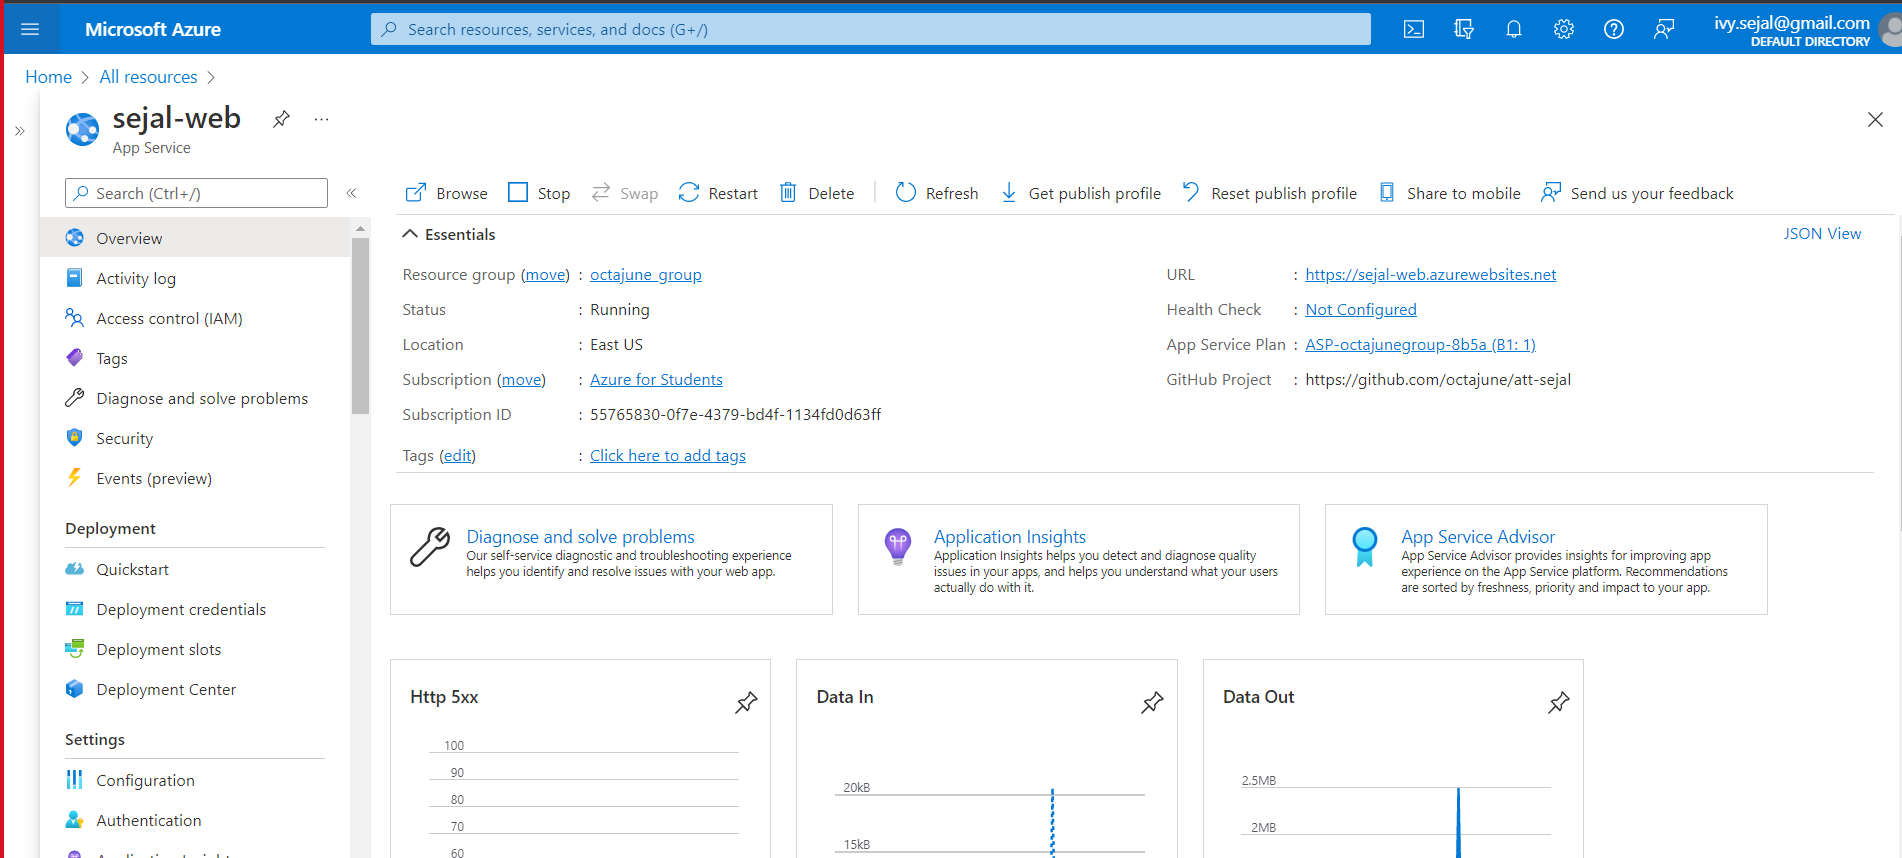 Microsoft Azure
Search resources, services, and docs (G+/)
ivy.sejal@gmail.com
DEFAULT DIRECTORY
Home > All resources >
sejal-web
App Service
Search (Ctrl+/)
Browse Stop Swap Restart Delete Refresh Get publish profile Reset publish profile Share to mobile Send us your feedback
Overview
Activity log
Access control (IAM)
Tags
Diagnose and solve problems
Security
Events (preview)
Deployment
Quickstart
Deployment credentials
Deployment slots
Deployment Center
Settings
Configuration
Authentication
Essentials
JSON View
Resource group (move) : octajune_group
Status : Running
Location : East US
Subscription (move) : Azure for Students
Subscription ID : 55765830-0f7e-4379-bd4f-1134fd0d63ff
Tags (edit) : Click here to add tags
URL : https://sejal-web.azurewebsites.net
Health Check : Not Configured
App Service Plan : ASP-octajunegroup-8b5a (B1: 1)
GitHub Project : https://github.com/octajune/att-sejal
Diagnose and solve problems
Our self-service diagnostic and troubleshooting experience
helps you identify and resolve issues with your web app.
Application Insights
Application Insights helps you detect and diagnose quality
issues in your apps, and helps you understand what your users
actually do with it.
App Service Advisor
App Service Advisor provides insights for improving app
experience on the App Service platform. Recommendations
are sorted by freshness, priority and impact to your app.
Http 5xx
100
90
80
70
60
Data In
20kB
15kB
Data Out
2.5MB
2MB